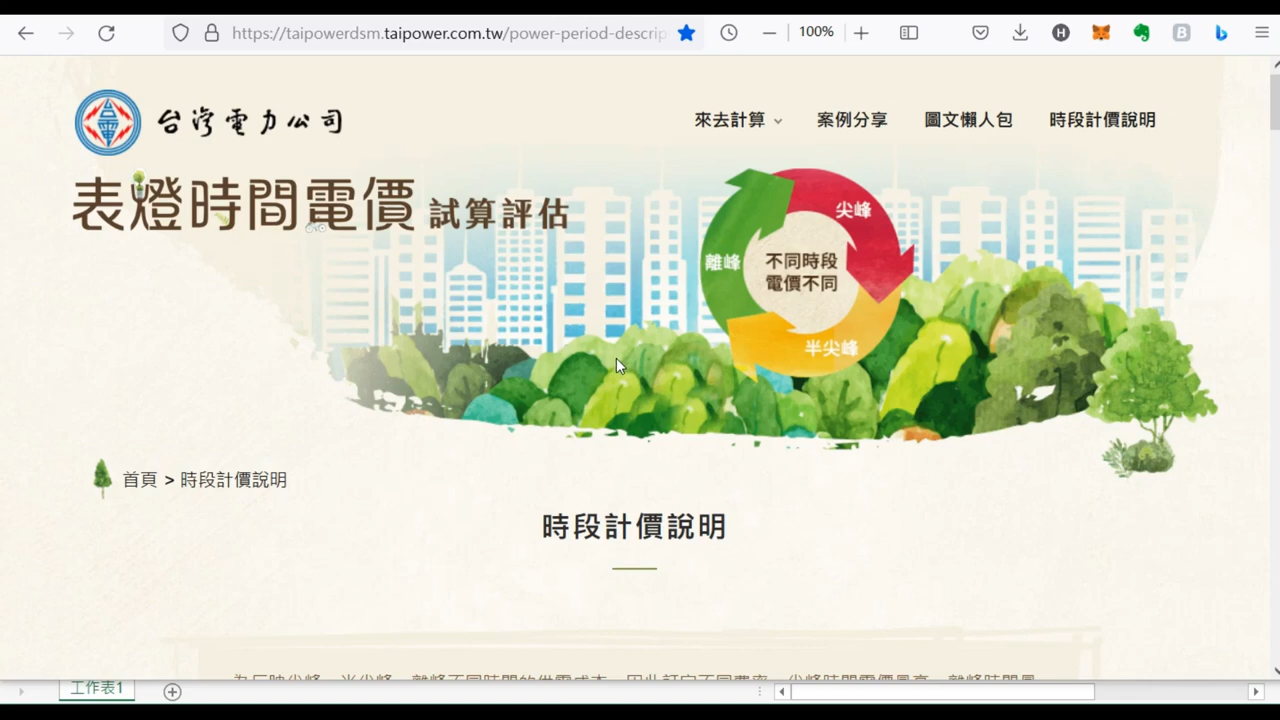 https://taipowerdsm.taipower.com.tw/power-period-descrip
100%
台灣電力公司
來去計算
案例分享
圖文懶人包
時段計價說明
表燈時間電價 試算評估
尖峰
離峰
不同時段
電價不同
半尖峰
首頁 > 時段計價說明
時段計價說明
工作表1